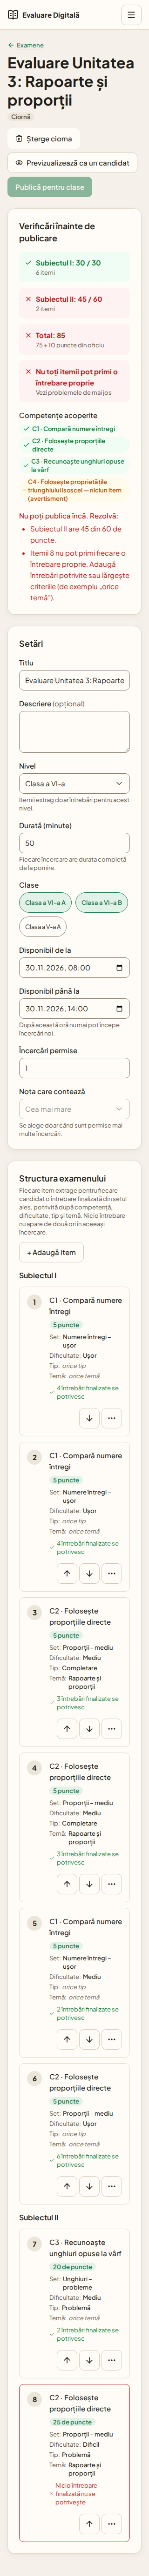 Evaluare Digitală
← Examene
Evaluare Unitatea
3: Rapoarte și
proporții
Ciornă
Șterge ciorna
Previzualizează ca un candidat
Publică pentru clase
Verificări înainte de
publicare
Subiectul I: 30 / 30
6 itemi
Subiectul II: 45 / 60
2 itemi
Total: 85
75 + 10 puncte din oficiu
Nu toți itemii pot primi o
întrebare proprie
Vezi problemele de mai jos
Competențe acoperite
C1 · Compară numere întregi
C2 · Folosește proporțiile
directe
C3 · Recunoaște unghiuri opuse
la vârf
C4 · Folosește proprietățile
triunghiului isoscel — niciun item
(avertisment)
Nu poți publica încă. Rezolvă:
• Subiectul II are 45 din 60 de
puncte.
• Itemii 8 nu pot primi fiecare o
întrebare proprie. Adaugă
întrebări potrivite sau lărgește
criteriile (de exemplu „orice
temă”).
Setări
Titlu
Evaluare Unitatea 3: Rapoarte
Descriere (opțional)
Nivel
Clasa a VI-a
Itemii extrag doar întrebări pentru acest
nivel.
Durată (minute)
50
Fiecare încercare are durata completă
de la pornire.
Clase
Clasa a VI-a A
Clasa a VI-a B
Clasa a V-a A
Disponibil de la
30.11.2026, 08:00
Disponibil până la
30.11.2026, 14:00
După această oră nu mai pot începe
încercări noi.
Încercări permise
1
Nota care contează
Cea mai mare
Se alege doar când sunt permise mai
multe încercări.
Structura examenului
Fiecare item extrage pentru fiecare
candidat o întrebare finalizată din setul
ales, potrivită după competență,
dificultate, tip și temă. Nicio întrebare
nu apare de două ori în aceeași
încercare.
+ Adaugă item
Subiectul I
1
C1 · Compară numere
întregi
5 puncte
Set: Numere întregi –
ușor
Dificultate: Ușor
Tip: orice tip
Temă: orice temă
4 întrebări finalizate se
potrivesc
2
C1 · Compară numere
întregi
5 puncte
Set: Numere întregi –
ușor
Dificultate: Ușor
Tip: orice tip
Temă: orice temă
4 întrebări finalizate se
potrivesc
3
C2 · Folosește
proporțiile directe
5 puncte
Set: Proporții – mediu
Dificultate: Mediu
Tip: Completare
Temă: Rapoarte și
proporții
3 întrebări finalizate se
potrivesc
4
C2 · Folosește
proporțiile directe
5 puncte
Set: Proporții – mediu
Dificultate: Mediu
Tip: Completare
Temă: Rapoarte și
proporții
3 întrebări finalizate se
potrivesc
5
C1 · Compară numere
întregi
5 puncte
Set: Numere întregi –
ușor
Dificultate: Mediu
Tip: orice tip
Temă: orice temă
2 întrebări finalizate se
potrivesc
6
C2 · Folosește
proporțiile directe
5 puncte
Set: Proporții – mediu
Dificultate: Ușor
Tip: orice tip
Temă: orice temă
6 întrebări finalizate se
potrivesc
Subiectul II
7
C3 · Recunoaște
unghiuri opuse la vârf
20 de puncte
Set: Unghiuri –
probleme
Dificultate: Mediu
Tip: Problemă
Temă: orice temă
2 întrebări finalizate se
potrivesc
8
C2 · Folosește
proporțiile directe
25 de puncte
Set: Proporții – mediu
Dificultate: Dificil
Tip: Problemă
Temă: Rapoarte și
proporții
Nicio întrebare
finalizată nu se
potrivește